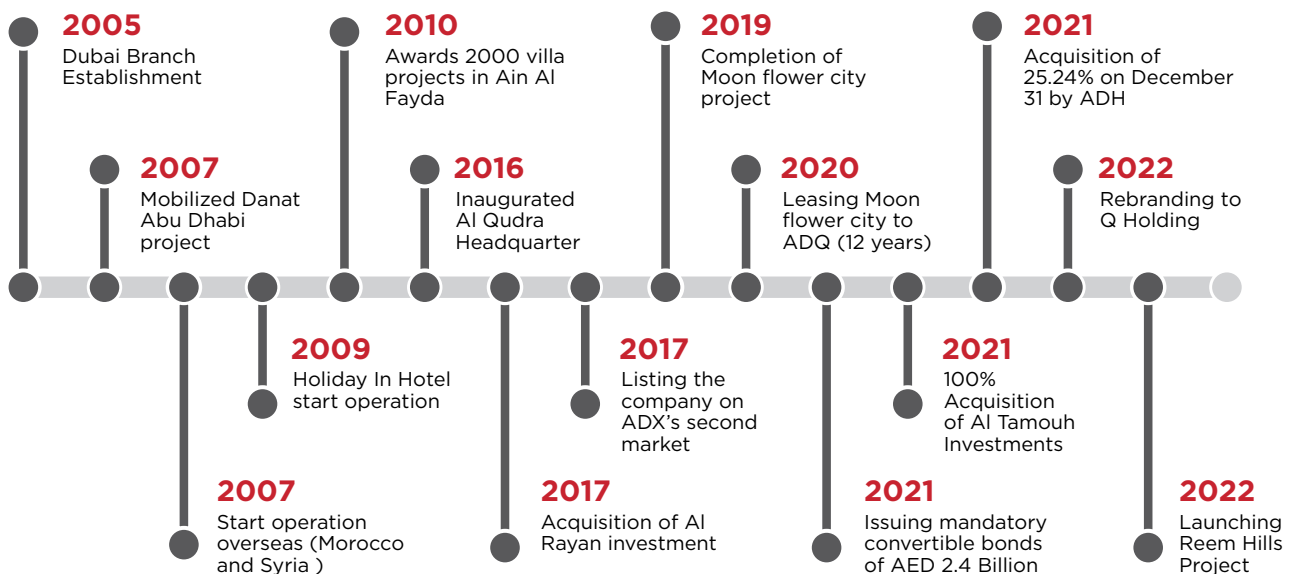 2005
Dubai Branch
Establishment
2007
Mobilized Danat
Abu Dhabi
project
2007
Start operation
overseas (Morocco
and Syria )
2009
Holiday In Hotel
start operation
2010
Awards 2000 villa
projects in Ain Al
Fayda
2016
Inaugurated
Al Qudra
Headquarter
2017
Acquisition of Al
Rayan investment
2017
Listing the
company on
ADX's second
market
2019
Completion of
Moon flower city
project
2020
Leasing Moon
flower city to
ADQ (12 years)
2021
Issuing mandatory
convertible bonds
of AED 2.4 Billion
2021
100%
Acquisition
of Al Tamouh
Investments
2021
Acquisition of
25.24% on December
31 by ADH
2022
Rebranding to
Q Holding
2022
Launching
Reem Hills
Project